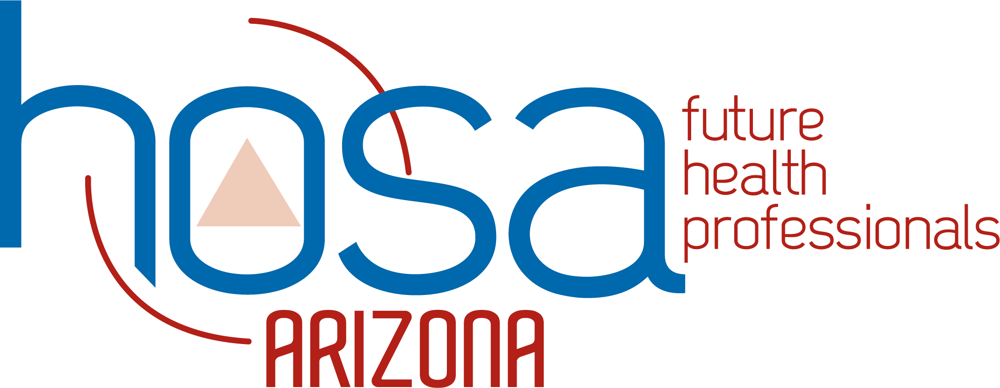 hosa
future
health
professionals
ARIZONA